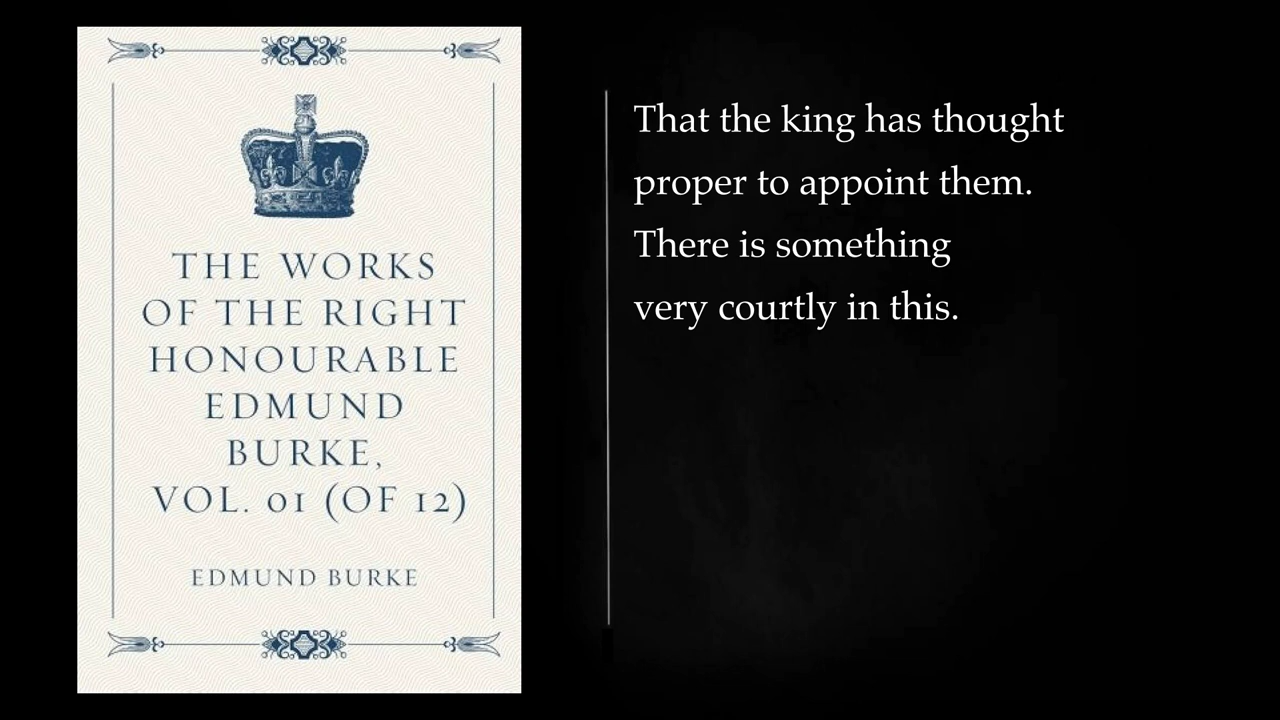 THE WORKS
OF THE RIGHT
HONOURABLE
EDMUND
BURKE,
VOL. 01 (OF 12)
EDMUND BURKE
That the king has thought
proper to appoint them.
There is something
very courtly in this.